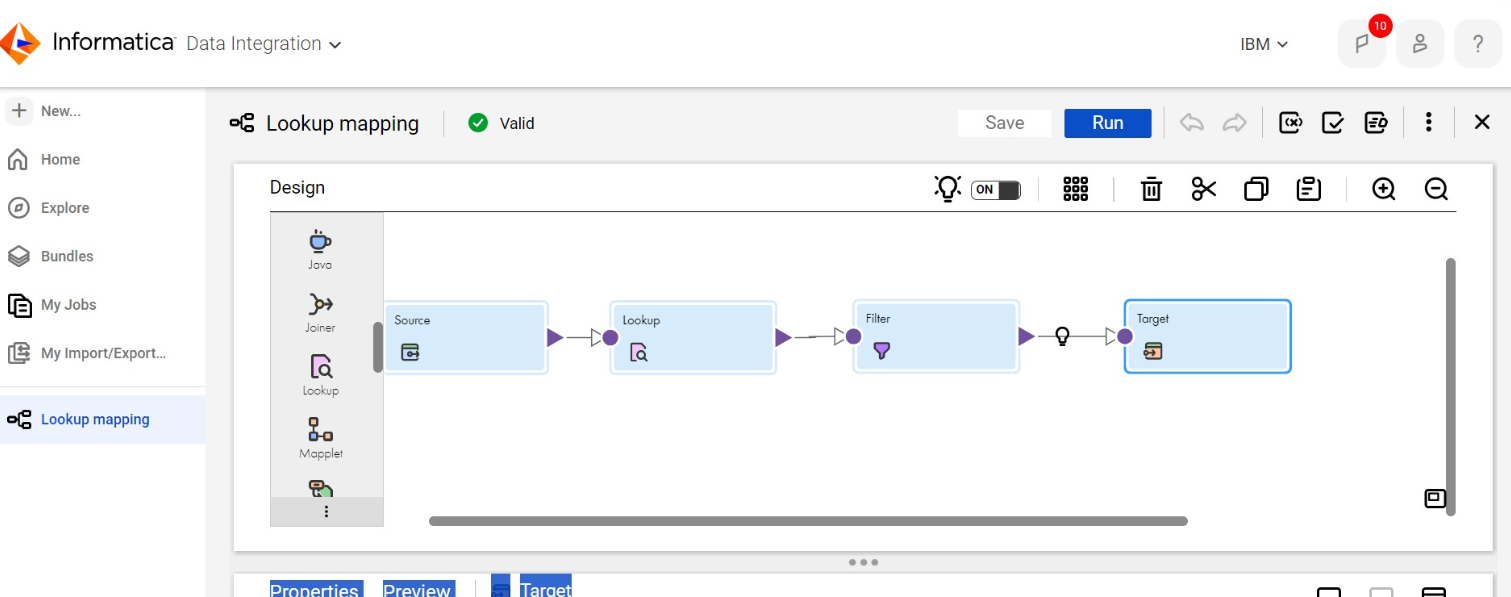 Informatica Data Integration
IBM
10
?
New...
Home
Explore
Bundles
My Jobs
My Import/Export...
Lookup mapping
Lookup mapping
Valid
Save
Run
Design
ON
Java
Joiner
Lookup
Mapplet
Source
Lookup
Filter
Target
Properties Preview Target